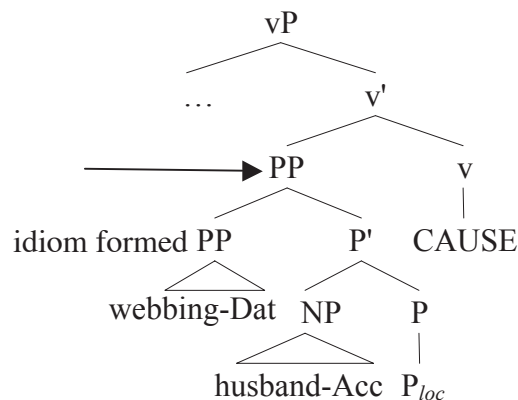 vP
… v'
PP v
idiom formed PP P' CAUSE
webbing-Dat NP P
husband-Acc Ploc